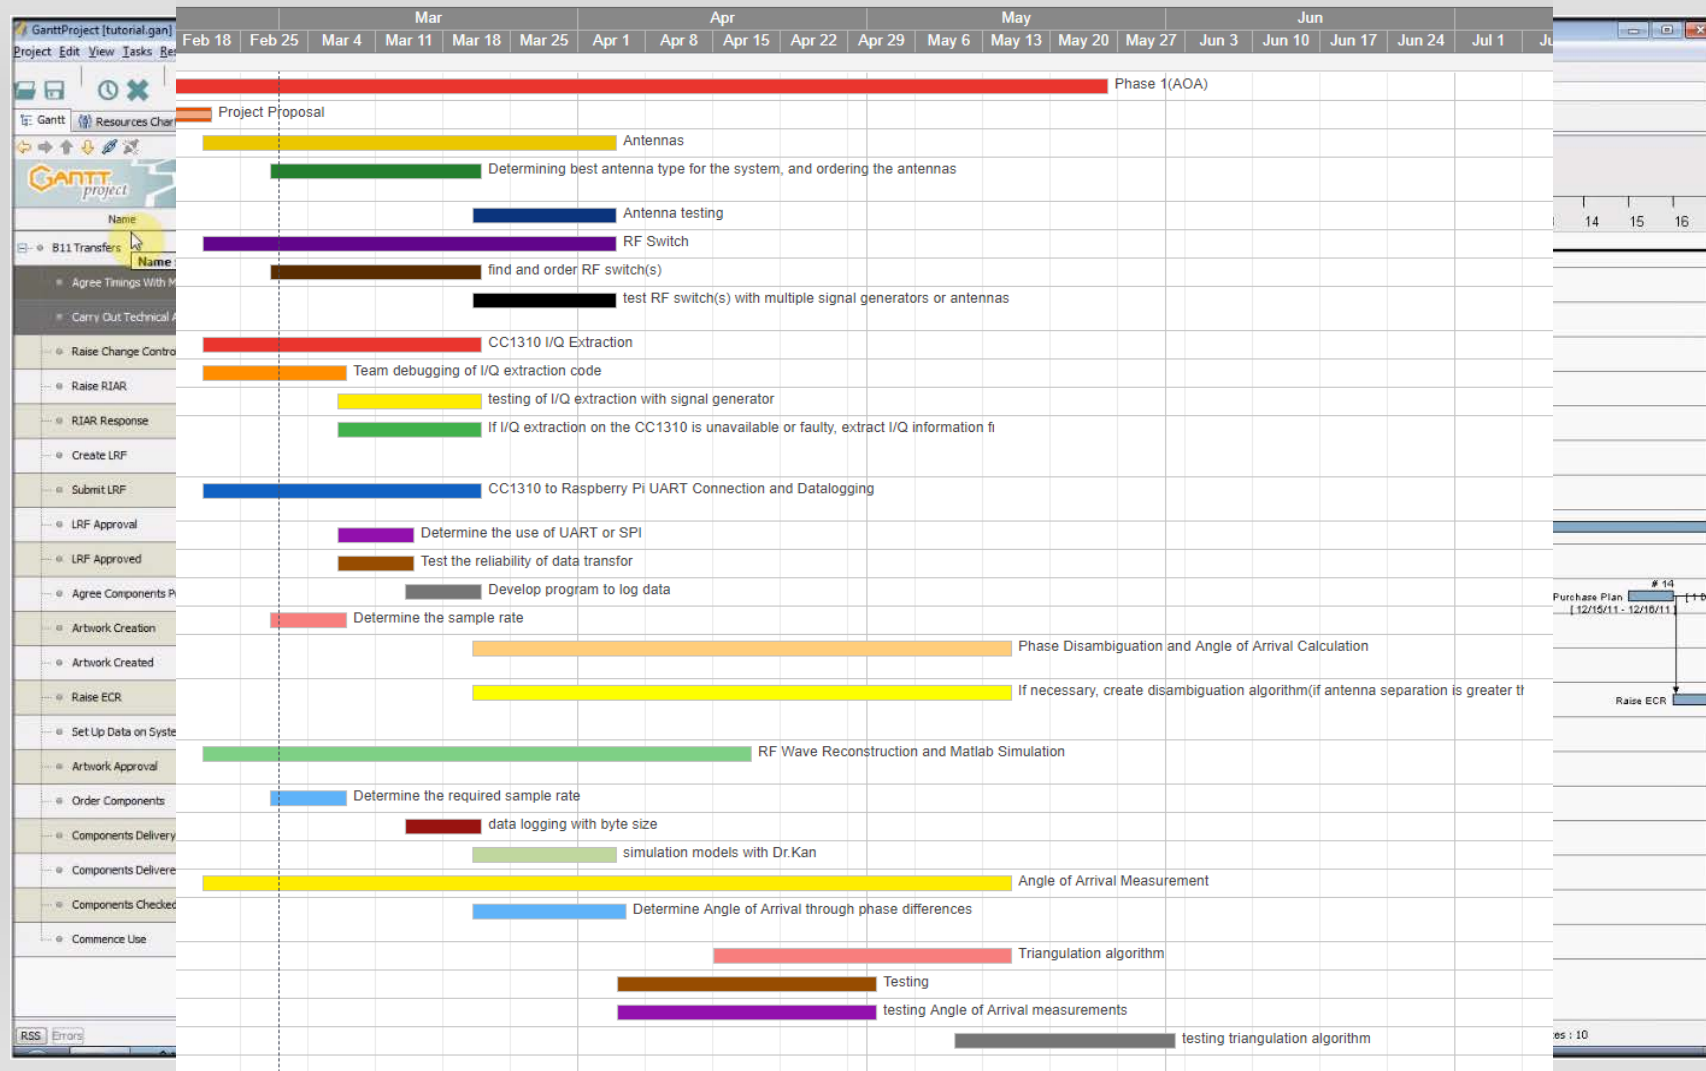 GanttProject [tutorial.gan]
Project Edit View Tasks
Gantt
Resources Char
GANTT
project
Name
B11 Transfers
Name
Agree Timings With M
Carry Out Technical A
Raise Change Contro
Raise RIAR
RIAR Response
Create LRF
Submit LRF
LRF Approval
LRF Approved
Agree Components P
Artwork Creation
Artwork Created
Raise ECR
Set Up Data on Syste
Artwork Approval
Order Components
Components Delivery
Components Delivere
Components Checked
Commence Use
RSS Errors
Mar Apr May Jun
Feb 18 Feb 25 Mar 4 Mar 11 Mar 18 Mar 25 Apr 1 Apr 8 Apr 15 Apr 22 Apr 29 May 6 May 13 May 20 May 27 Jun 3 Jun 10 Jun 17 Jun 24 Jul 1 Ju
Phase 1(AOA)
Project Proposal
Antennas
Determining best antenna type for the system, and ordering the antennas
Antenna testing
RF Switch
find and order RF switch(s)
test RF switch(s) with multiple signal generators or antennas
CC1310 I/Q Extraction
Team debugging of I/Q extraction code
testing of I/Q extraction with signal generator
If I/Q extraction on the CC1310 is unavailable or faulty, extract I/Q information
CC1310 to Raspberry Pi UART Connection and Datalogging
Determine the use of UART or SPI
Test the reliability of data transfor
Develop program to log data
Determine the sample rate
Phase Disambiguation and Angle of Arrival Calculation
If necessary, create disambiguation algorithm(if antenna separation is greater
RF Wave Reconstruction and Matlab Simulation
Determine the required sample rate
data logging with byte size
simulation models with Dr.Kan
Angle of Arrival Measurement
Determine Angle of Arrival through phase differences
Triangulation algorithm
Testing
testing Angle of Arrival measurements
testing triangulation algorithm
14 15 16
# 14
Purchase Plan
[ 12/15/11 - 12/16/11 ]
Raise ECR
es : 10